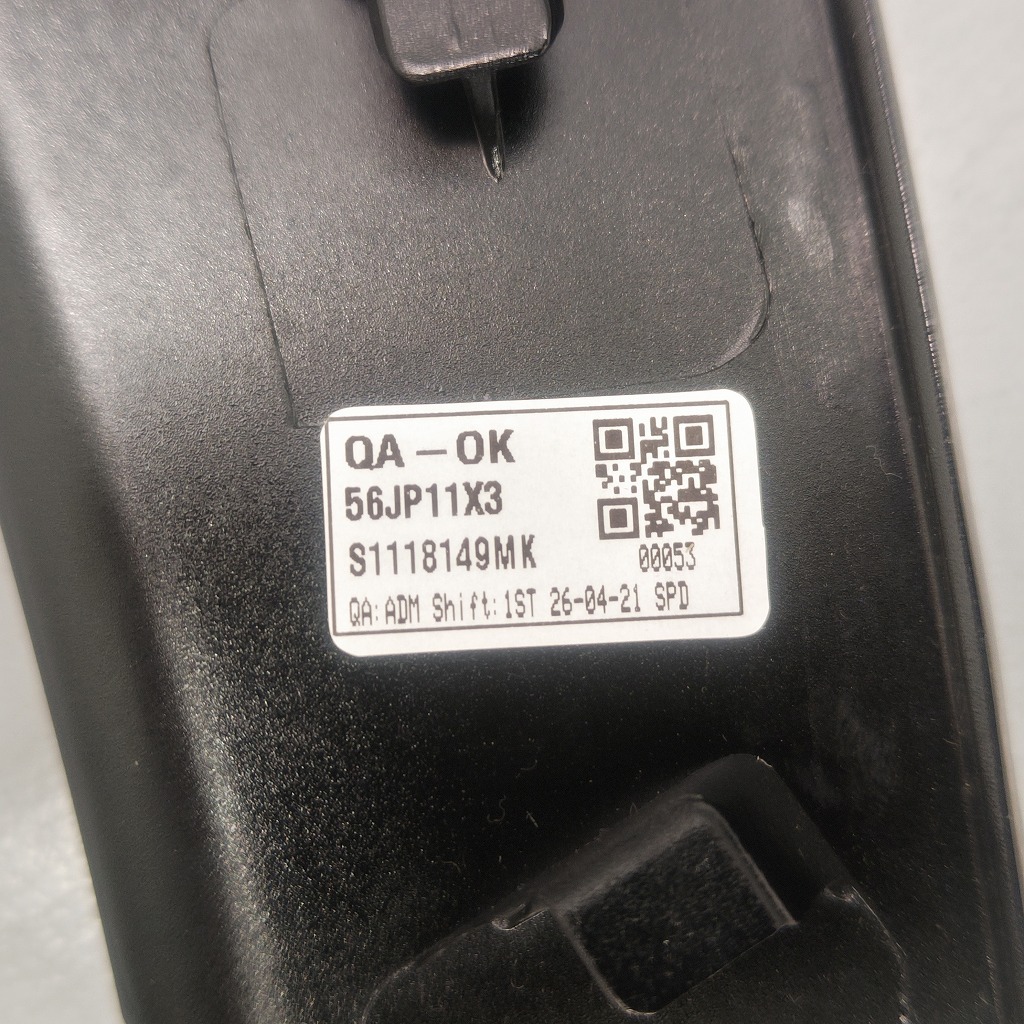 QA-OK
56JP11X3
S1118149MK
00053
QA:ADM Shift:1ST 26-04-21 SPD